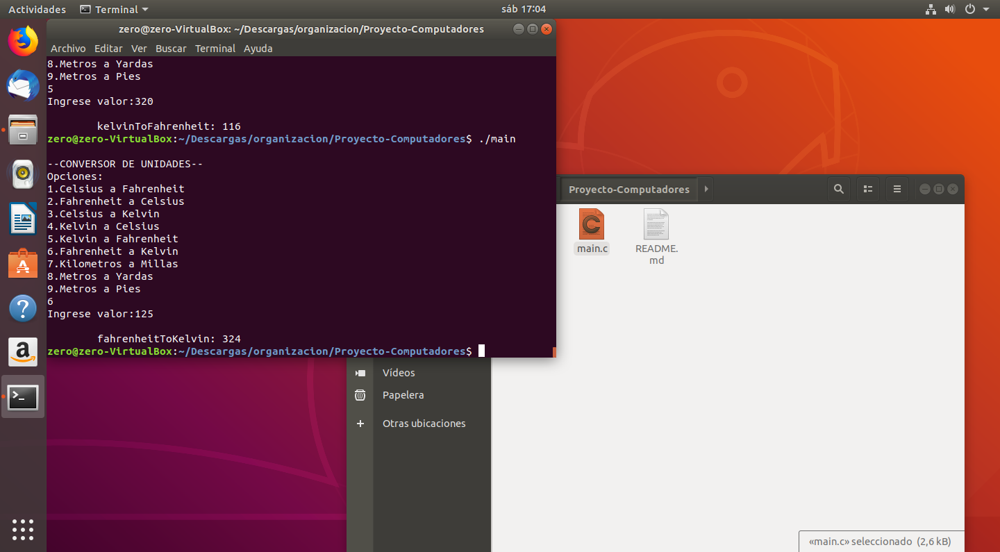 Actividades
Terminal
sáb 17:04
zero@zero-VirtualBox: ~/Descargas/organizacion/Proyecto-Computadores
Archivo Editar Ver Buscar Terminal Ayuda
8.Metros a Yardas
9.Metros a Pies
5
Ingrese valor:320
kelvinToFahrenheit: 116
zero@zero-VirtualBox:~/Descargas/organizacion/Proyecto-Computadores$ ./main
--CONVERSOR DE UNIDADES--
Opciones:
1.Celsius a Fahrenheit
2.Fahrenheit a Celsius
3.Celsius a Kelvin
4.Kelvin a Celsius
5.Kelvin a Fahrenheit
6.Fahrenheit a Kelvin
7.Kilometros a Millas
8.Metros a Yardas
9.Metros a Pies
6
Ingrese valor:125
fahrenheitToKelvin: 324
zero@zero-VirtualBox:~/Descargas/organizacion/Proyecto-Computadores$
Proyecto-Computadores
main.c
README.
md
Vídeos
Papelera
Otras ubicaciones
«main.c» seleccionado (2,6 kB)